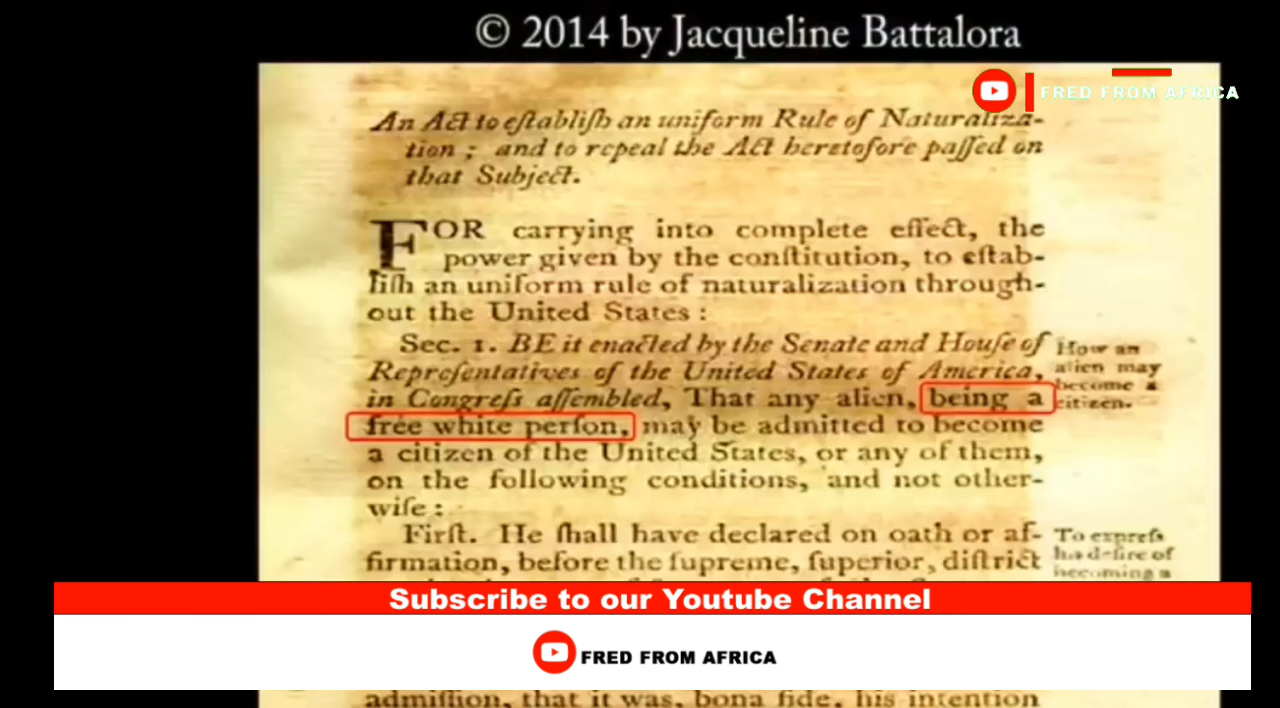 © 2014 by Jacqueline Battalora
FRED FROM AFRICA
An Act to eſtabliſh an uniform Rule of Naturaliza-
tion ; and to repeal the Act heretofore paſſed on
that Subject.
FOR carrying into complete effect, the
power given by the conſtitution, to eſtab-
liſh an uniform rule of naturalization through-
out the United States :
Sec. 1. BE it enacted by the Senate and Houſe of
Repreſentatives of the United States of America,
in Congreſs aſſembled, That any alien, being a
free white perſon, may be admitted to become
a citizen of the United States, or any of them,
on the following conditions, and not other-
wiſe :
How an
alien may
become a
citizen.
Firſt. He ſhall have declared on oath or af-
firmation, before the ſupreme, ſuperior, diſtrict
To expreſs
his deſire of
becoming a
Subscribe to our Youtube Channel
FRED FROM AFRICA
admiſſion, that it was, bona fide, his intention